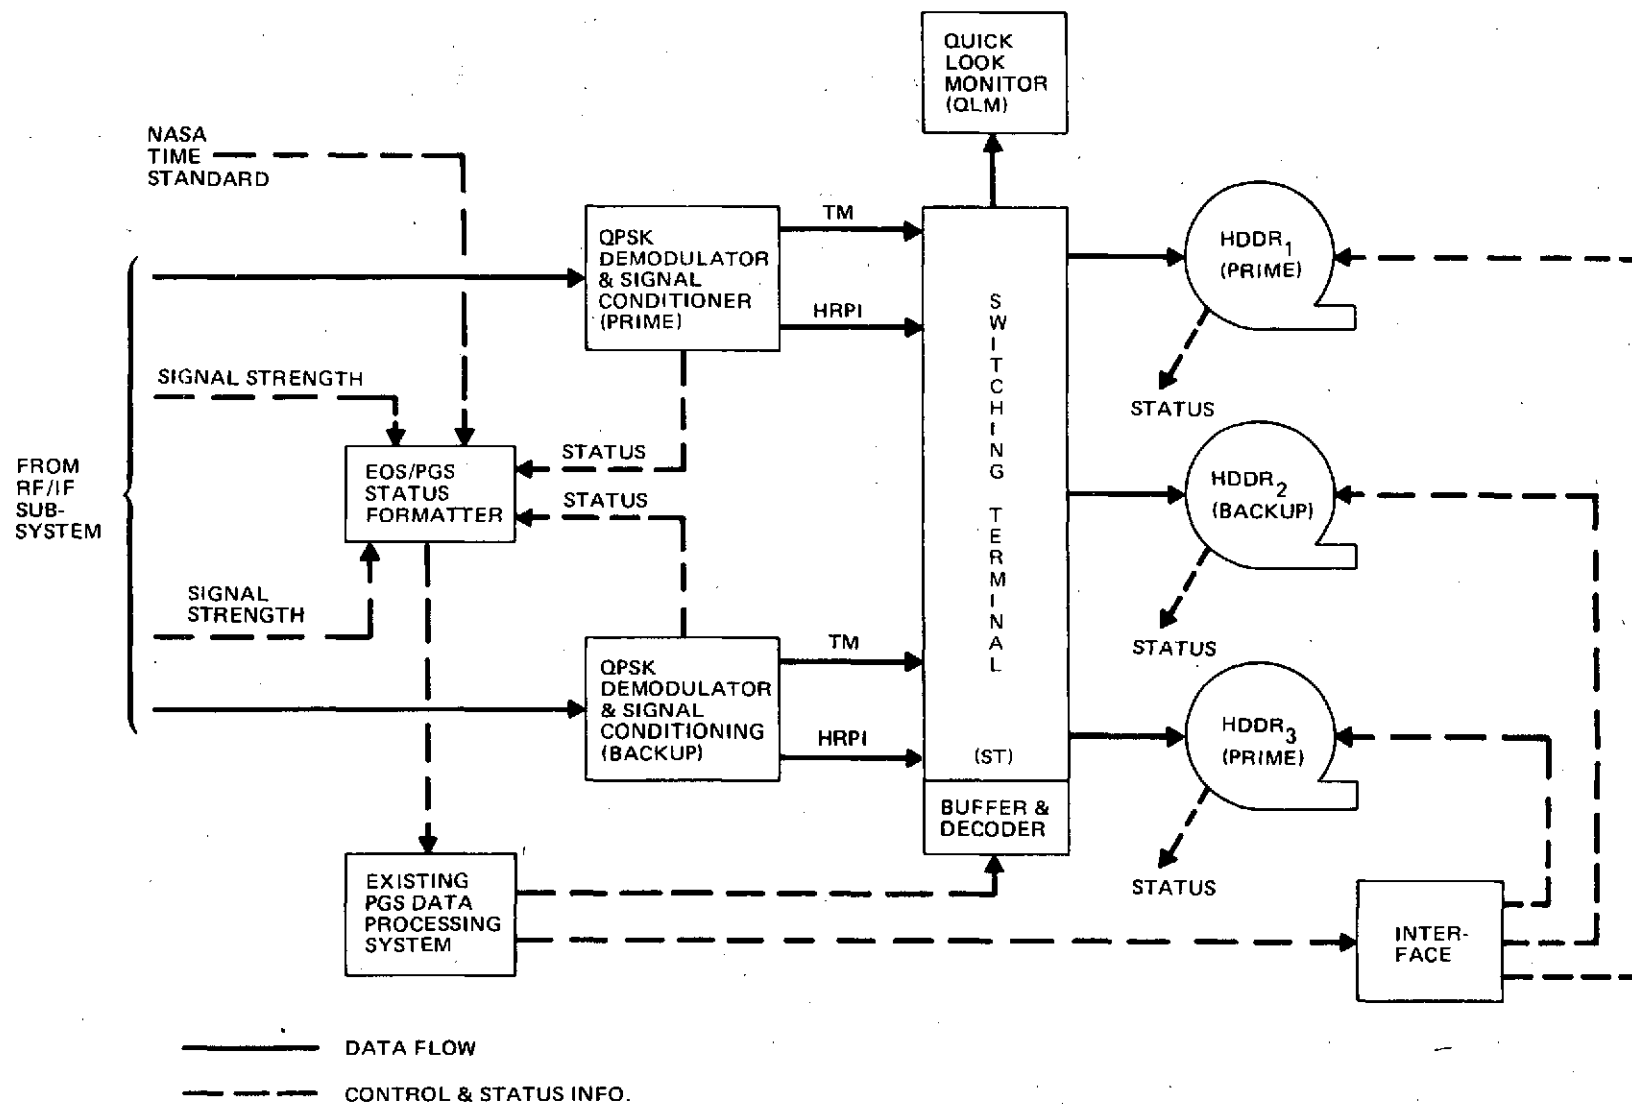 QUICK
LOOK
MONITOR
(QLM)
NASA
TIME
STANDARD
QPSK
DEMODULATOR
& SIGNAL
CONDITIONER
(PRIME)
TM
HRPI
SWITCHING TERMINAL
(ST)
HDDR1
(PRIME)
STATUS
SIGNAL STRENGTH
FROM
RF/IF
SUB-
SYSTEM
EOS/PGS
STATUS
FORMATTER
STATUS
STATUS
HDDR2
(BACKUP)
STATUS
SIGNAL
STRENGTH
QPSK
DEMODULATOR
& SIGNAL
CONDITIONING
(BACKUP)
TM
HRPI
HDDR3
(PRIME)
STATUS
BUFFER &
DECODER
EXISTING
PGS DATA
PROCESSING
SYSTEM
INTER-
FACE
DATA FLOW
CONTROL & STATUS INFO.